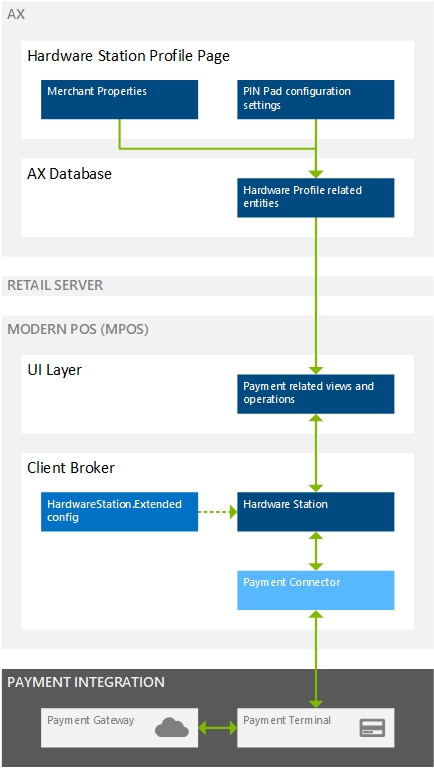 AX
Hardware Station Profile Page
Merchant Properties
PIN Pad configuration
settings
AX Database
Hardware Profile related
entities
RETAIL SERVER
MODERN POS (MPOS)
UI Layer
Payment related views and
operations
Client Broker
HardwareStation.Extended
config
Hardware Station
Payment Connector
PAYMENT INTEGRATION
Payment Gateway
Payment Terminal